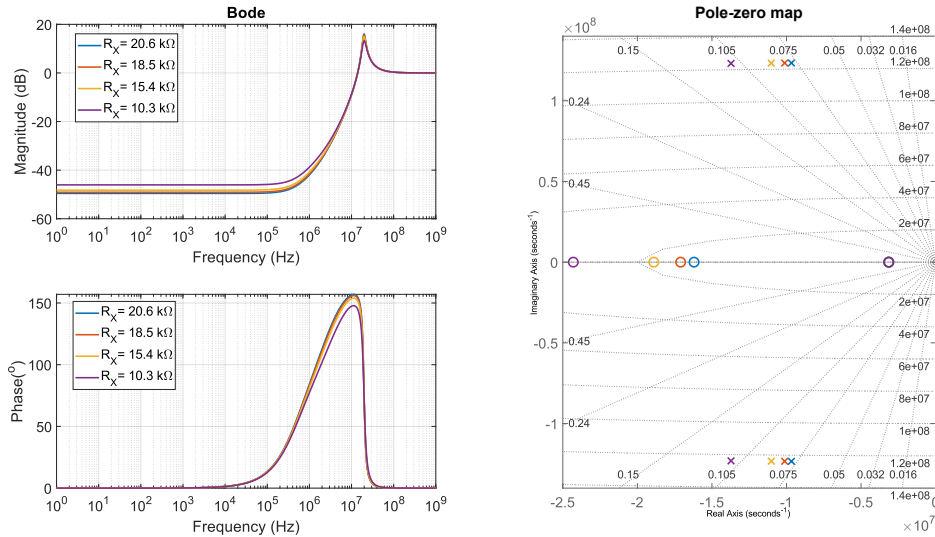 Bode
20
0
-20
-40
-60
Magnitude (dB)
R_X= 20.6 kΩ
R_X= 18.5 kΩ
R_X= 15.4 kΩ
R_X= 10.3 kΩ
10^0 10^1 10^2 10^3 10^4 10^5 10^6 10^7 10^8 10^9
Frequency (Hz)
150
100
50
0
Phase(°)
R_X= 20.6 kΩ
R_X= 18.5 kΩ
R_X= 15.4 kΩ
R_X= 10.3 kΩ
10^0 10^1 10^2 10^3 10^4 10^5 10^6 10^7 10^8 10^9
Frequency (Hz)
Pole-zero map
×10^8
1.4e+08
0.15 0.105 0.075 0.05 0.032 0.016
1.2e+08
1 0.24 1e+08
8e+07
6e+07
0.5 0.45 4e+07
2e+07
0
Imaginary Axis (seconds^-1)
2e+07
-0.5 0.45 4e+07
6e+07
8e+07
-1 0.24 1e+08
1.2e+08
0.15 0.105 0.075 0.05 0.032 0.016
1.4e+08
-2.5 -2 -1.5 -1 -0.5 0
Real Axis (seconds^-1)
×10^7